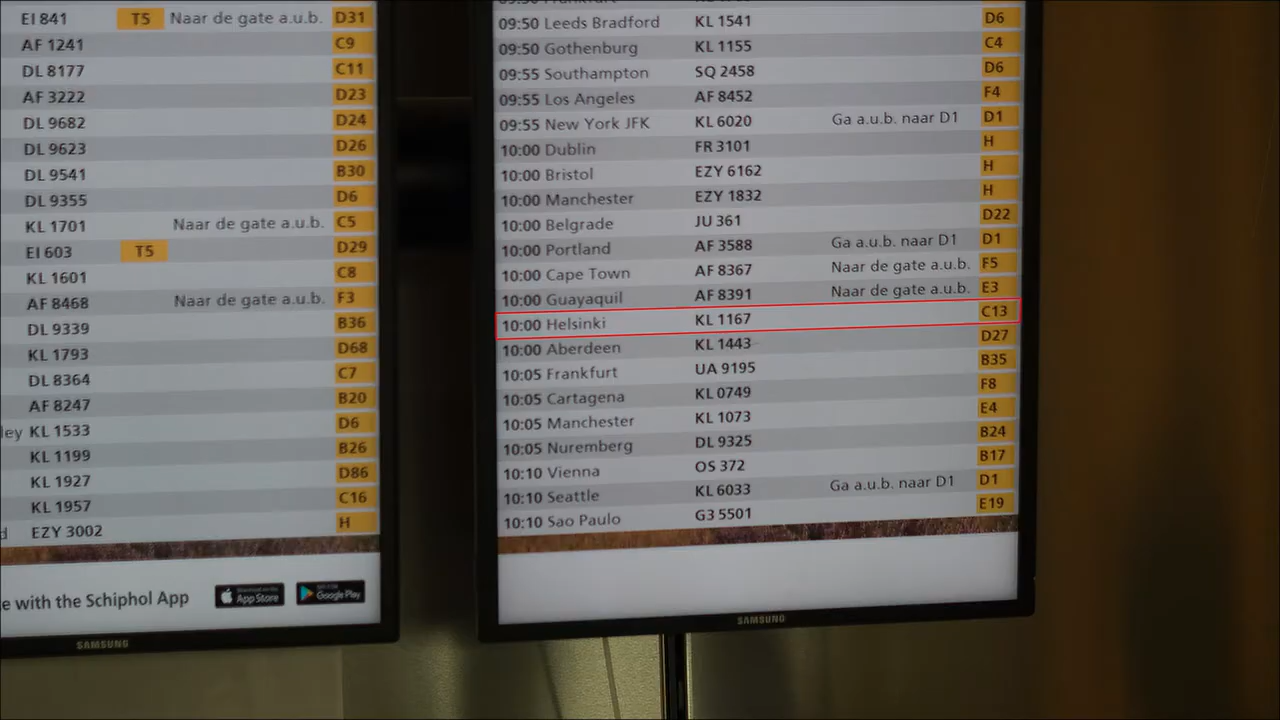 EI 841 T5 Naar de gate a.u.b. D31
AF 1241 C9
DL 8177 C11
AF 3222 D23
DL 9682 D24
DL 9623 D26
DL 9541 B30
DL 9355 D6
KL 1701 Naar de gate a.u.b. C5
EI 603 T5 D29
KL 1601 C8
AF 8468 Naar de gate a.u.b. F3
DL 9339 B36
KL 1793 D68
DL 8364 C7
AF 8247 B20
ley KL 1533 D6
KL 1199 B26
KL 1927 D86
KL 1957 C16
d EZY 3002 H
e with the Schiphol App
App Store
Google Play
SAMSUNG
09:50 Leeds Bradford KL 1541 D6
09:50 Gothenburg KL 1155 C4
09:55 Southampton SQ 2458 D6
09:55 Los Angeles AF 8452 F4
09:55 New York JFK KL 6020 Ga a.u.b. naar D1 D1
10:00 Dublin FR 3101 H
10:00 Bristol EZY 6162 H
10:00 Manchester EZY 1832 H
10:00 Belgrade JU 361 D22
10:00 Portland AF 3588 Ga a.u.b. naar D1 D1
10:00 Cape Town AF 8367 Naar de gate a.u.b. F5
10:00 Guayaquil AF 8391 Naar de gate a.u.b. E3
10:00 Helsinki KL 1167 C13
10:00 Aberdeen KL 1443 D27
10:05 Frankfurt UA 9195 B35
10:05 Cartagena KL 0749 F8
10:05 Manchester KL 1073 E4
10:05 Nuremberg DL 9325 B24
10:10 Vienna OS 372 B17
10:10 Seattle KL 6033 Ga a.u.b. naar D1 D1
10:10 Sao Paulo G3 5501 E19
SAMSUNG